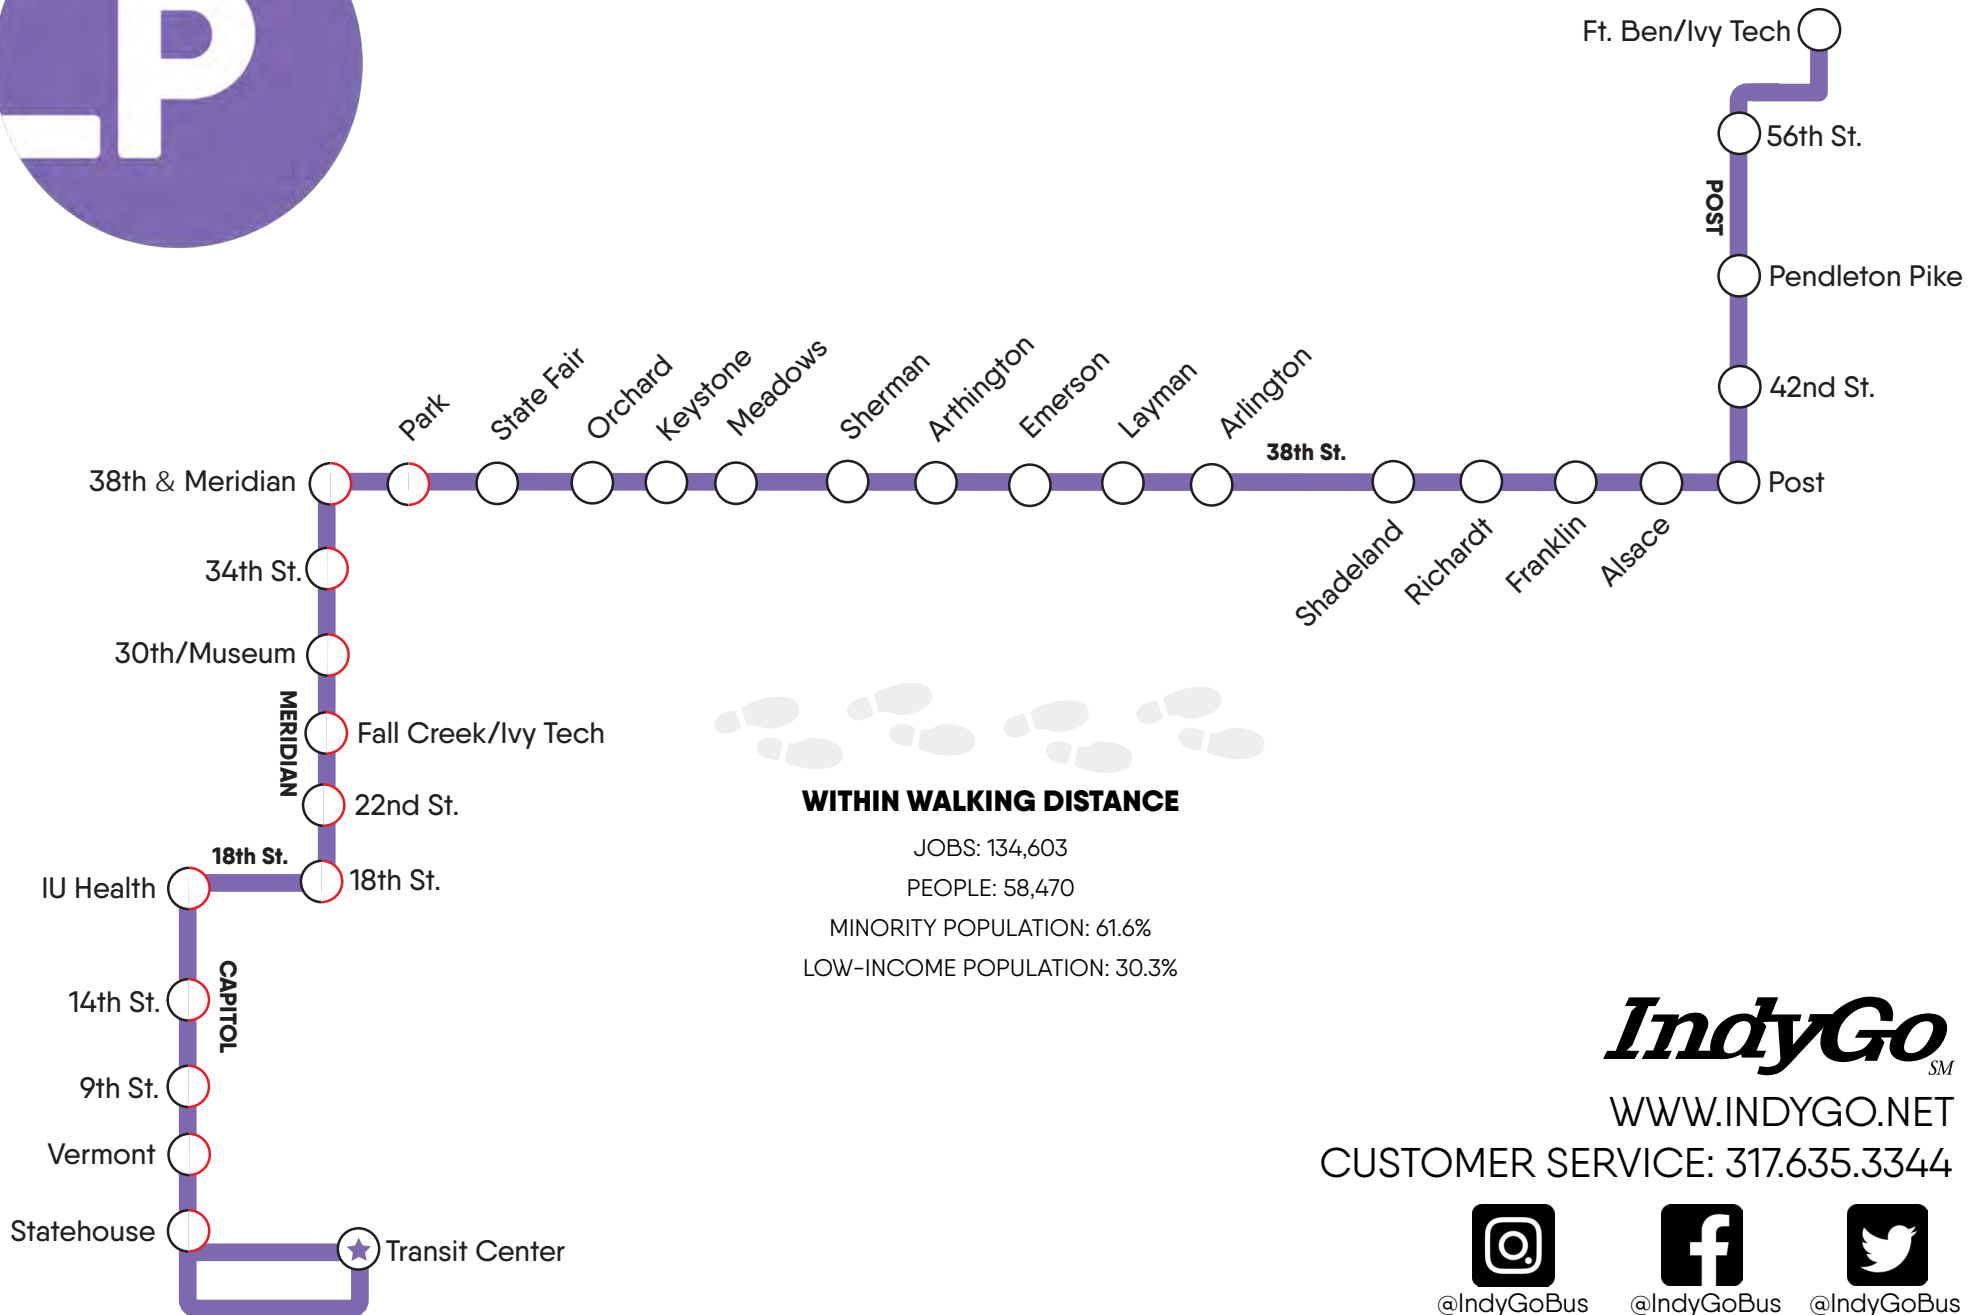 LP
Ft. Ben/Ivy Tech
56th St.
POST
Pendleton Pike
42nd St.
Post
38th & Meridian
Park
State Fair
Orchard
Keystone
Meadows
Sherman
Arthington
Emerson
Layman
Arlington
38th St.
Shadeland
Richardt
Franklin
Alsace
34th St.
30th/Museum
MERIDIAN
Fall Creek/Ivy Tech
22nd St.
18th St.
18th St.
IU Health
CAPITOL
14th St.
9th St.
Vermont
Statehouse
Transit Center
WITHIN WALKING DISTANCE
JOBS: 134,603
PEOPLE: 58,470
MINORITY POPULATION: 61.6%
LOW-INCOME POPULATION: 30.3%
IndyGo SM
WWW.INDYGO.NET
CUSTOMER SERVICE: 317.635.3344
@IndyGoBus @IndyGoBus @IndyGoBus